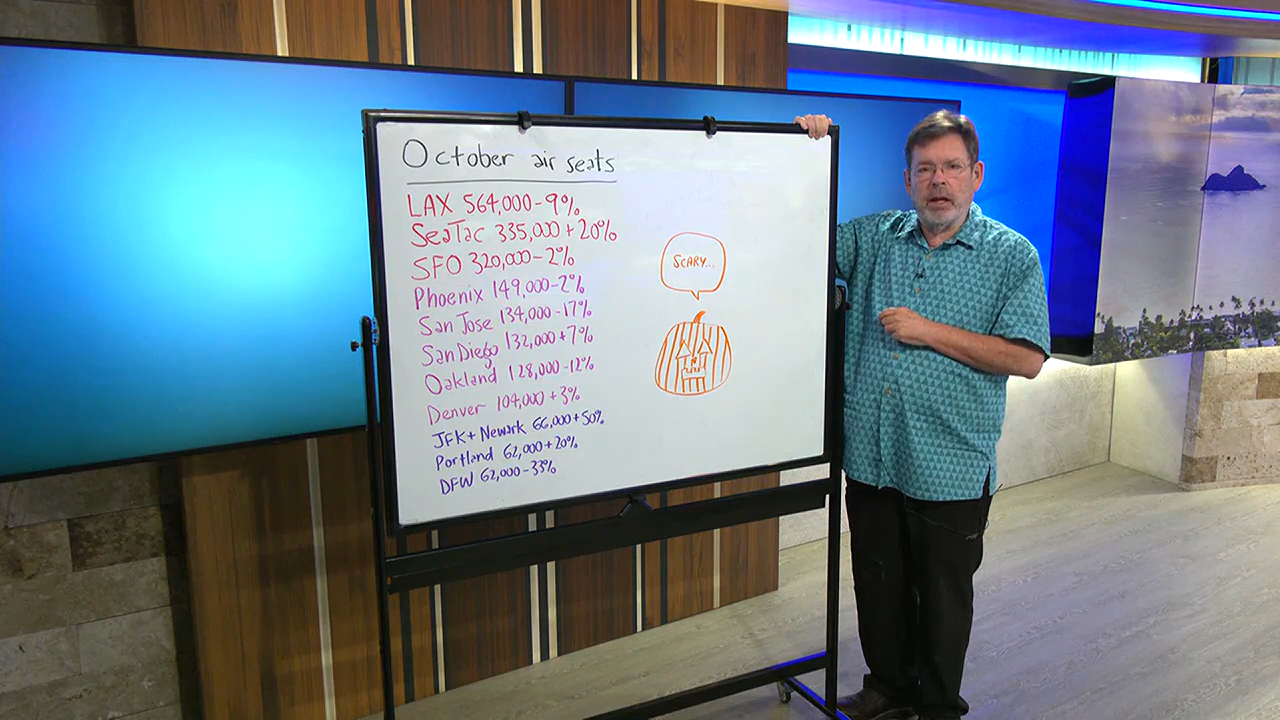 October air seats
LAX 564,000-9%
SeaTac 335,000+20%
SFO 320,000-2%
Phoenix 149,000-2%
San Jose 134,000-17%
San Diego 132,000+7%
Oakland 128,000-12%
Denver 104,000+3%
JFK+Newark 66,000+50%
Portland 62,000+20%
DFW 62,000-33%
SCARY...